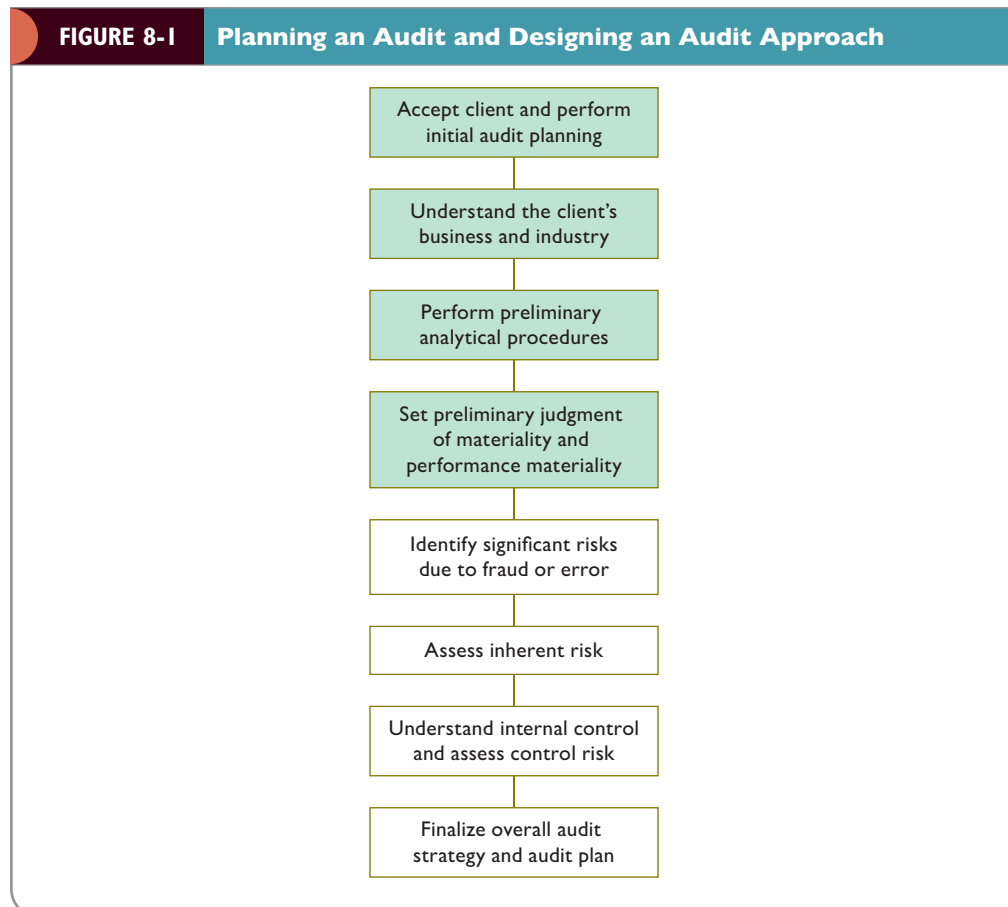 FIGURE 8-1 Planning an Audit and Designing an Audit Approach
Accept client and perform
initial audit planning
Understand the client's
business and industry
Perform preliminary
analytical procedures
Set preliminary judgment
of materiality and
performance materiality
Identify significant risks
due to fraud or error
Assess inherent risk
Understand internal control
and assess control risk
Finalize overall audit
strategy and audit plan